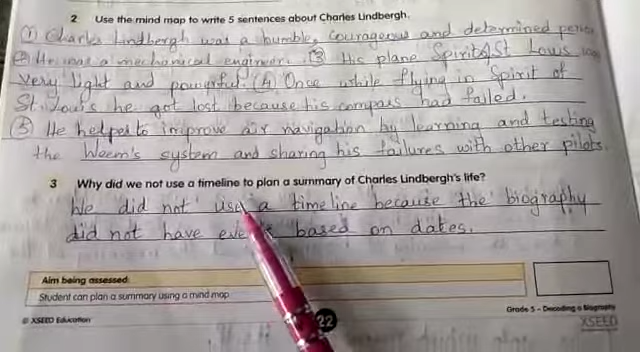 2 Use the mind map to write 5 sentences about Charles Lindbergh.
① Charles Lindbergh was a humble, courageous and determined person
② He was a mechanical engineer. ③ His plane Spirit of St Louis was
very light and powerful. ④ Once while flying in Spirit of
St. Louis he got lost because his compass had failed.
⑤ He helped to improve air navigation by learning and testing
the Weem's system and sharing his failures with other pilots.
3 Why did we not use a timeline to plan a summary of Charles Lindbergh's life?
We did not use a timeline because the biography
did not have events based on dates.
Aim being assessed:
Student can plan a summary using a mind map
Grade 5 – Decoding a Biography
© XSEED Education
22
XSEED